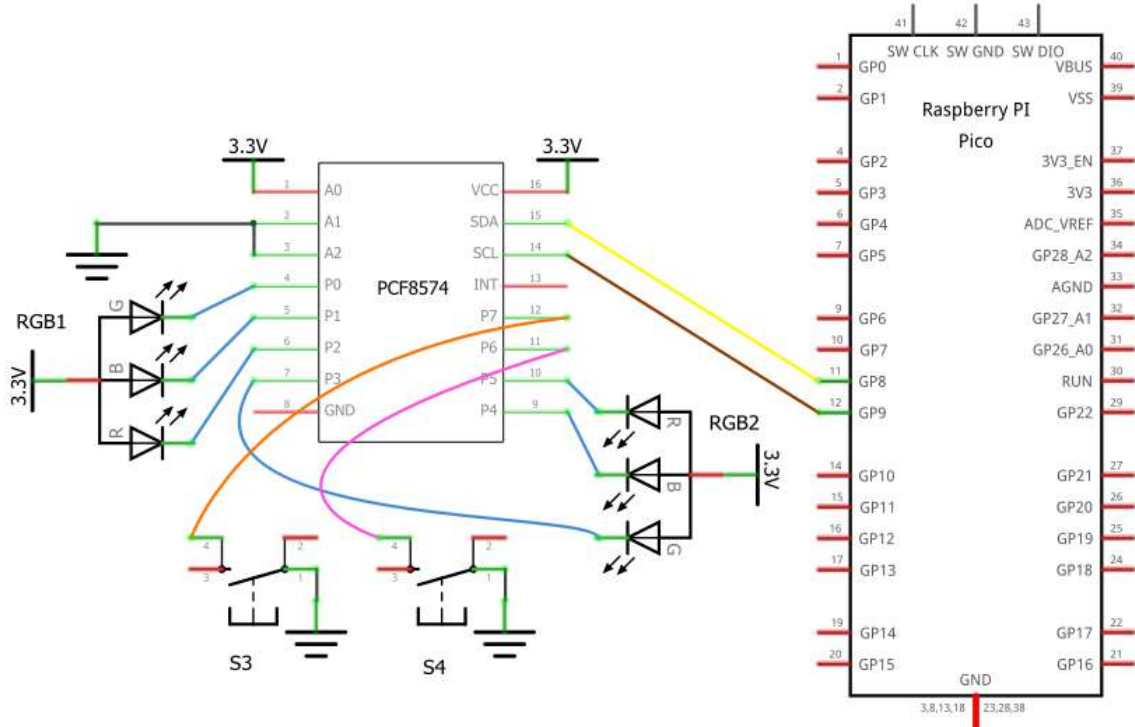 41 42 43
SW CLK SW GND SW DIO
1 GP0 VBUS 40
2 GP1 VSS 39
Raspberry PI
Pico
3.3V 3.3V
4 GP2 3V3_EN 37
1 A0 VCC 16
5 GP3 3V3 36
2 A1 SDA 15
6 GP4 ADC_VREF 35
3 A2 SCL 14
7 GP5 GP28_A2 34
4 P0 INT 13
PCF8574
AGND 33
RGB1 G
5 P1 P7 12
9 GP6 GP27_A1 32
6 P2 P6 11
10 GP7 GP26_A0 31
3.3V B
7 P3 P5 10
11 GP8 RUN 30
8 GND P4 9
12 GP9 GP22 29
R
R RGB2
B 3.3V
14 GP10 GP21 27
15 GP11 GP20 26
G
16 GP12 GP19 25
4 2 4 2
17 GP13 GP18 24
3 1 3 1
19 GP14 GP17 22
S3 S4
20 GP15 GP16 21
GND
3,8,13,18 23,28,38